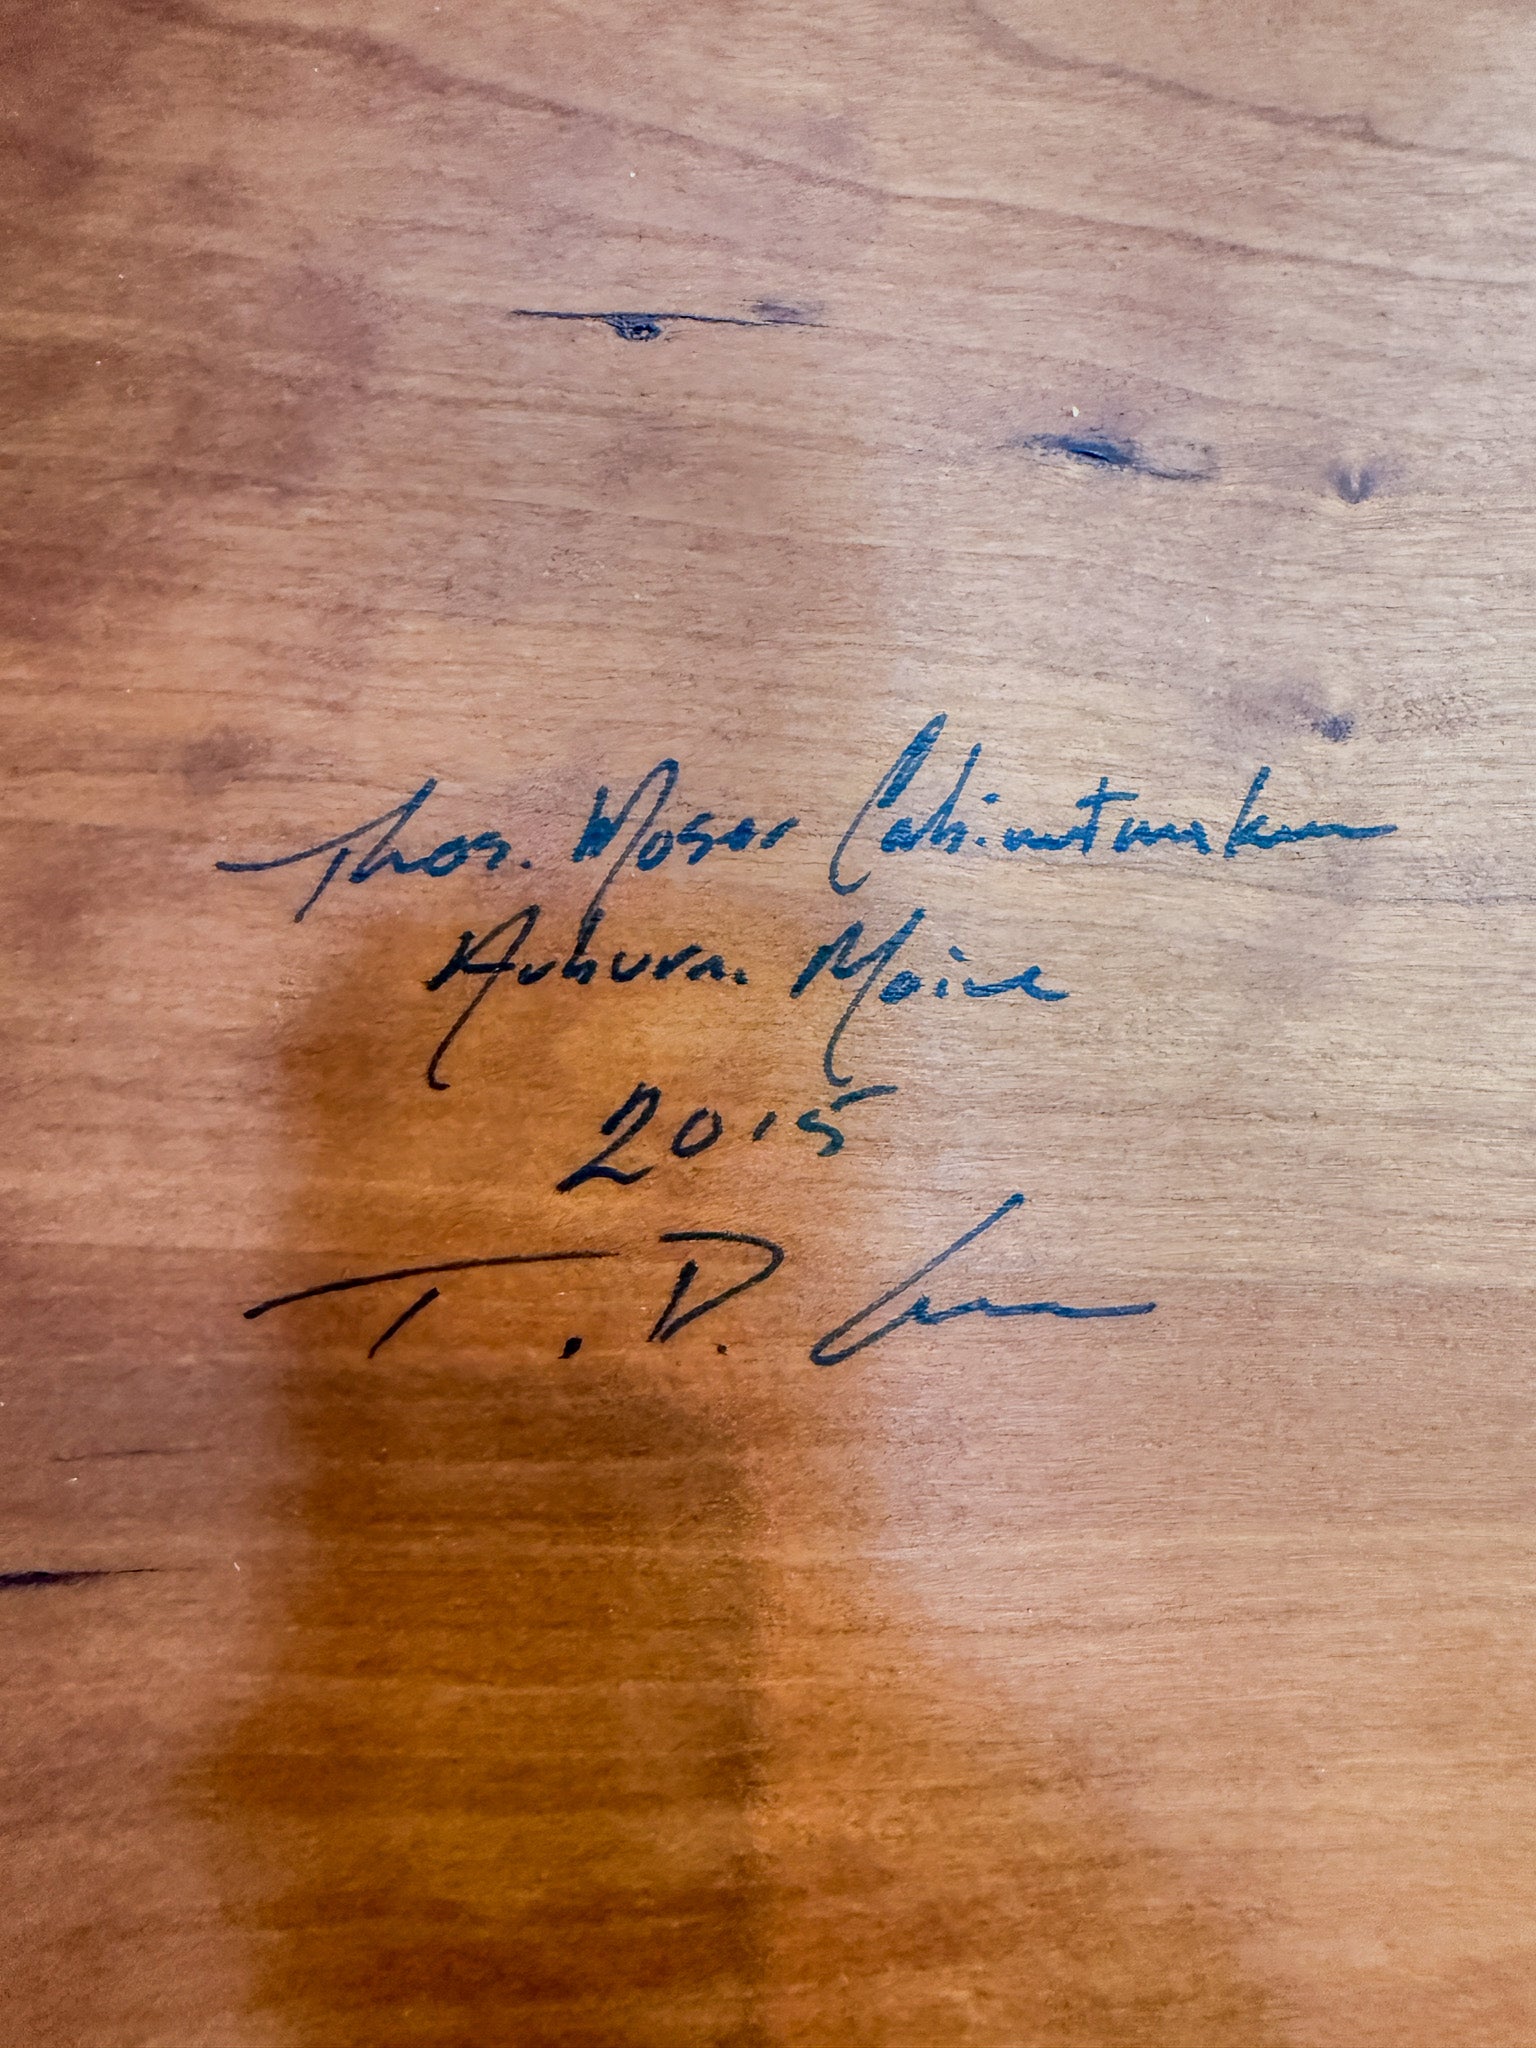 Thos. Moser Cabinetmakers
Auburn. Maine
2015
T. D.